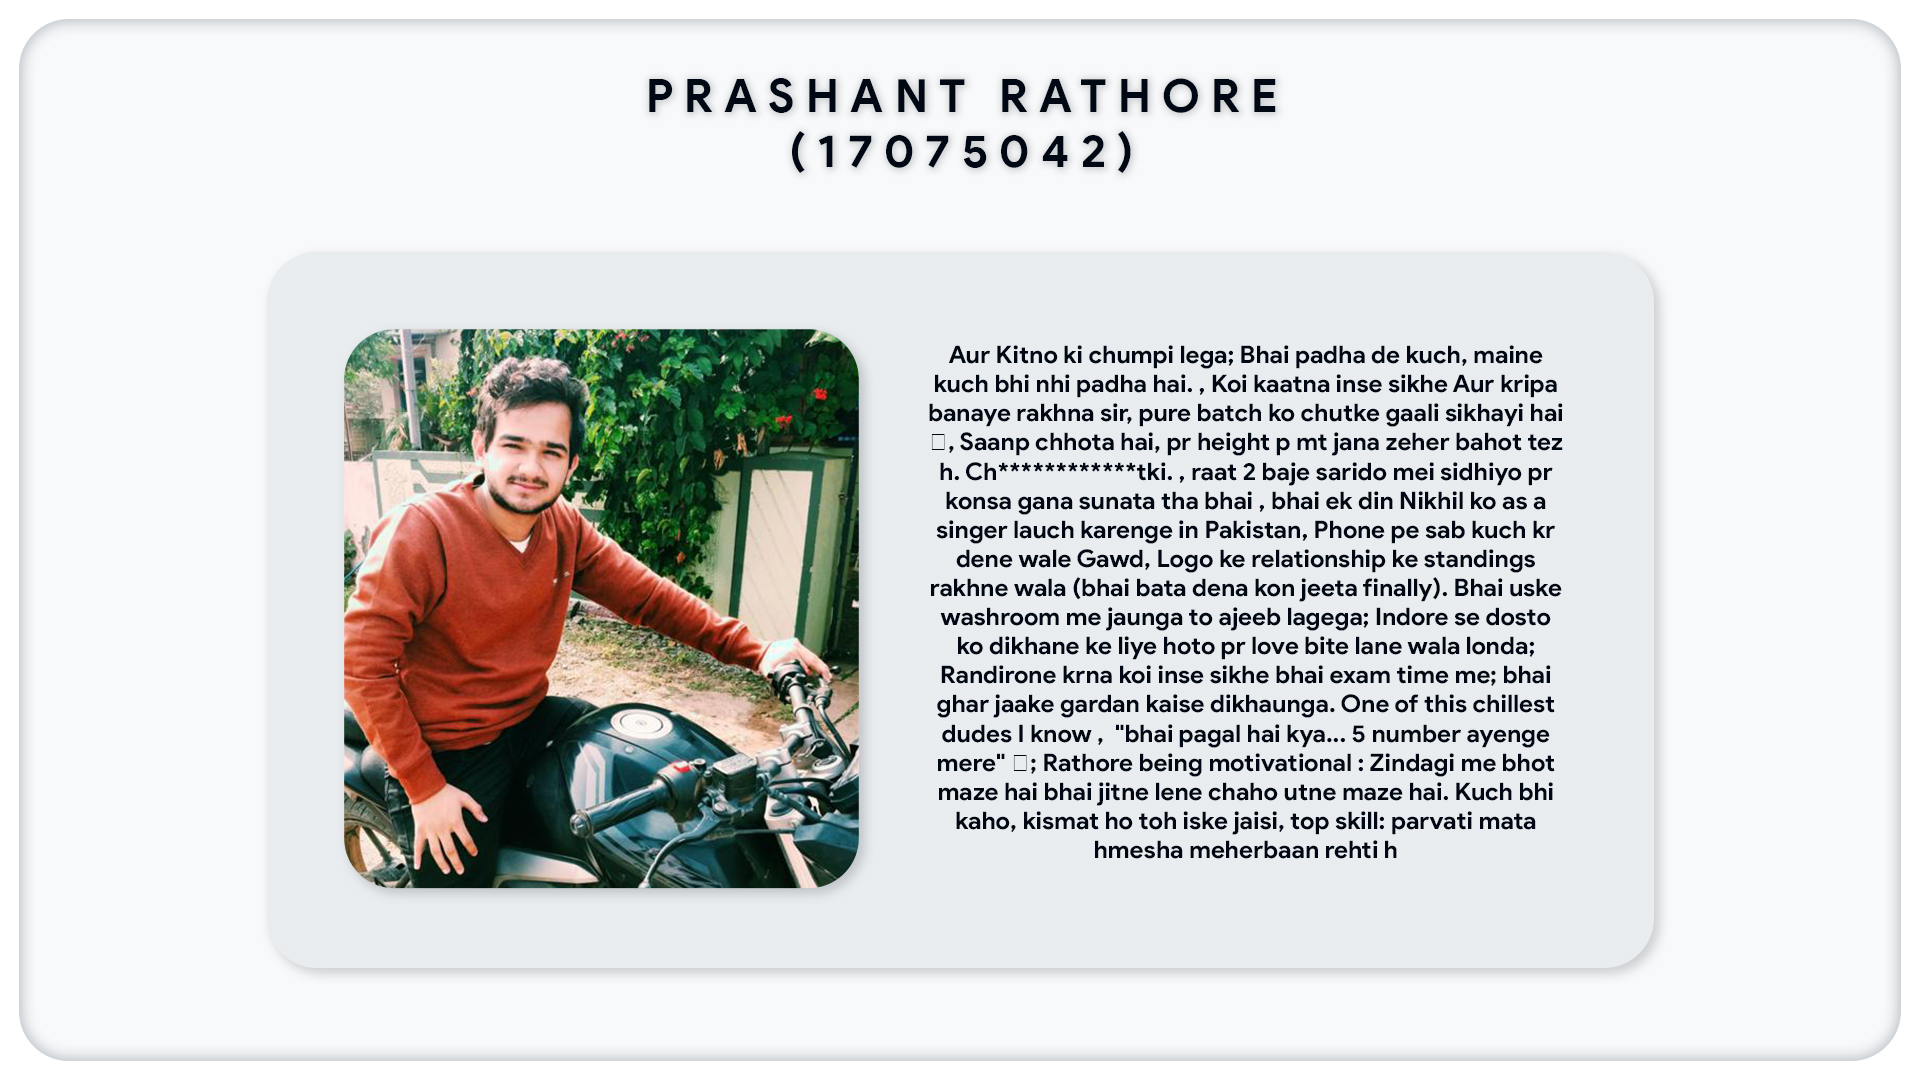 PRASHANT RATHORE
(17075042)
Aur Kitno ki chumpi lega; Bhai padha de kuch, maine
kuch bhi nhi padha hai. , Koi kaatna inse sikhe Aur kripa
banaye rakhna sir, pure batch ko chutke gaali sikhayi hai
, Saanp chhota hai, pr height p mt jana zeher bahot tez
h. Ch************tki. , raat 2 baje sarido mei sidhiyo pr
konsa gana sunata tha bhai , bhai ek din Nikhil ko as a
singer lauch karenge in Pakistan, Phone pe sab kuch kr
dene wale Gawd, Logo ke relationship ke standings
rakhne wala (bhai bata dena kon jeeta finally). Bhai uske
washroom me jaunga to ajeeb lagega; Indore se dosto
ko dikhane ke liye hoto pr love bite lane wala londa;
Randirone krna koi inse sikhe bhai exam time me; bhai
ghar jaake gardan kaise dikhaunga. One of this chillest
dudes I know ,  "bhai pagal hai kya... 5 number ayenge
mere" ; Rathore being motivational : Zindagi me bhot
maze hai bhai jitne lene chaho utne maze hai. Kuch bhi
kaho, kismat ho toh iske jaisi, top skill: parvati mata
hmesha meherbaan rehti h